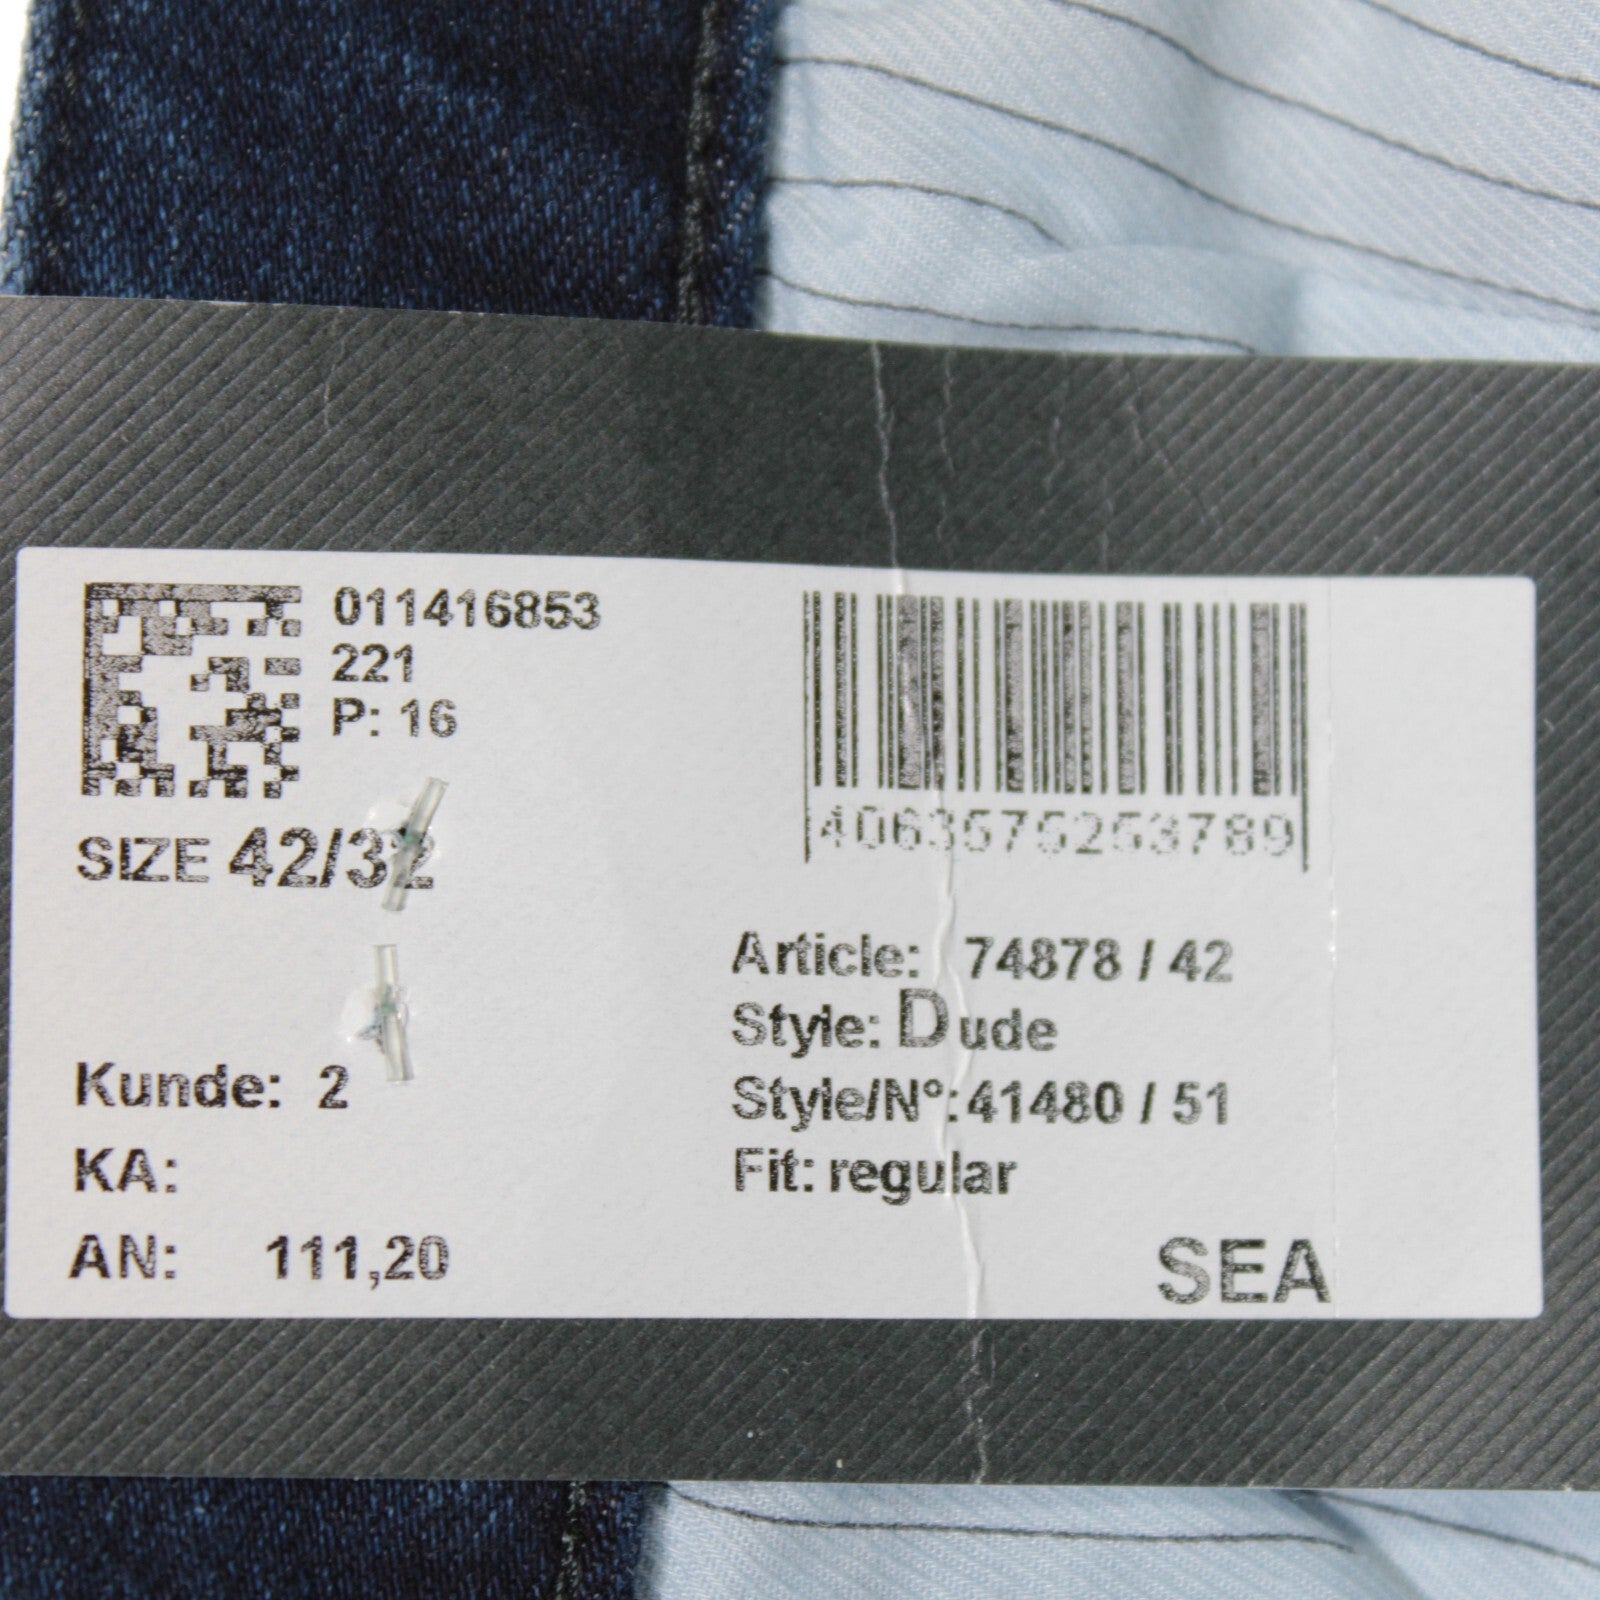 011416853
221
P: 16
SIZE 42/32
Kunde: 2
KA:
AN: 111,20
4063575253789
Article: 74878 / 42
Style: Dude
Style/N°: 41480 / 51
Fit: regular
SEA